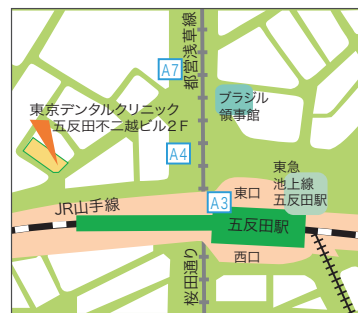 都営浅草線
A7
東京デンタルクリニック
五反田不二越ビル2F
ブラジル
領事館
A4
東急
池上線
五反田駅
A3
東口
JR山手線
五反田駅
西口
桜田通り